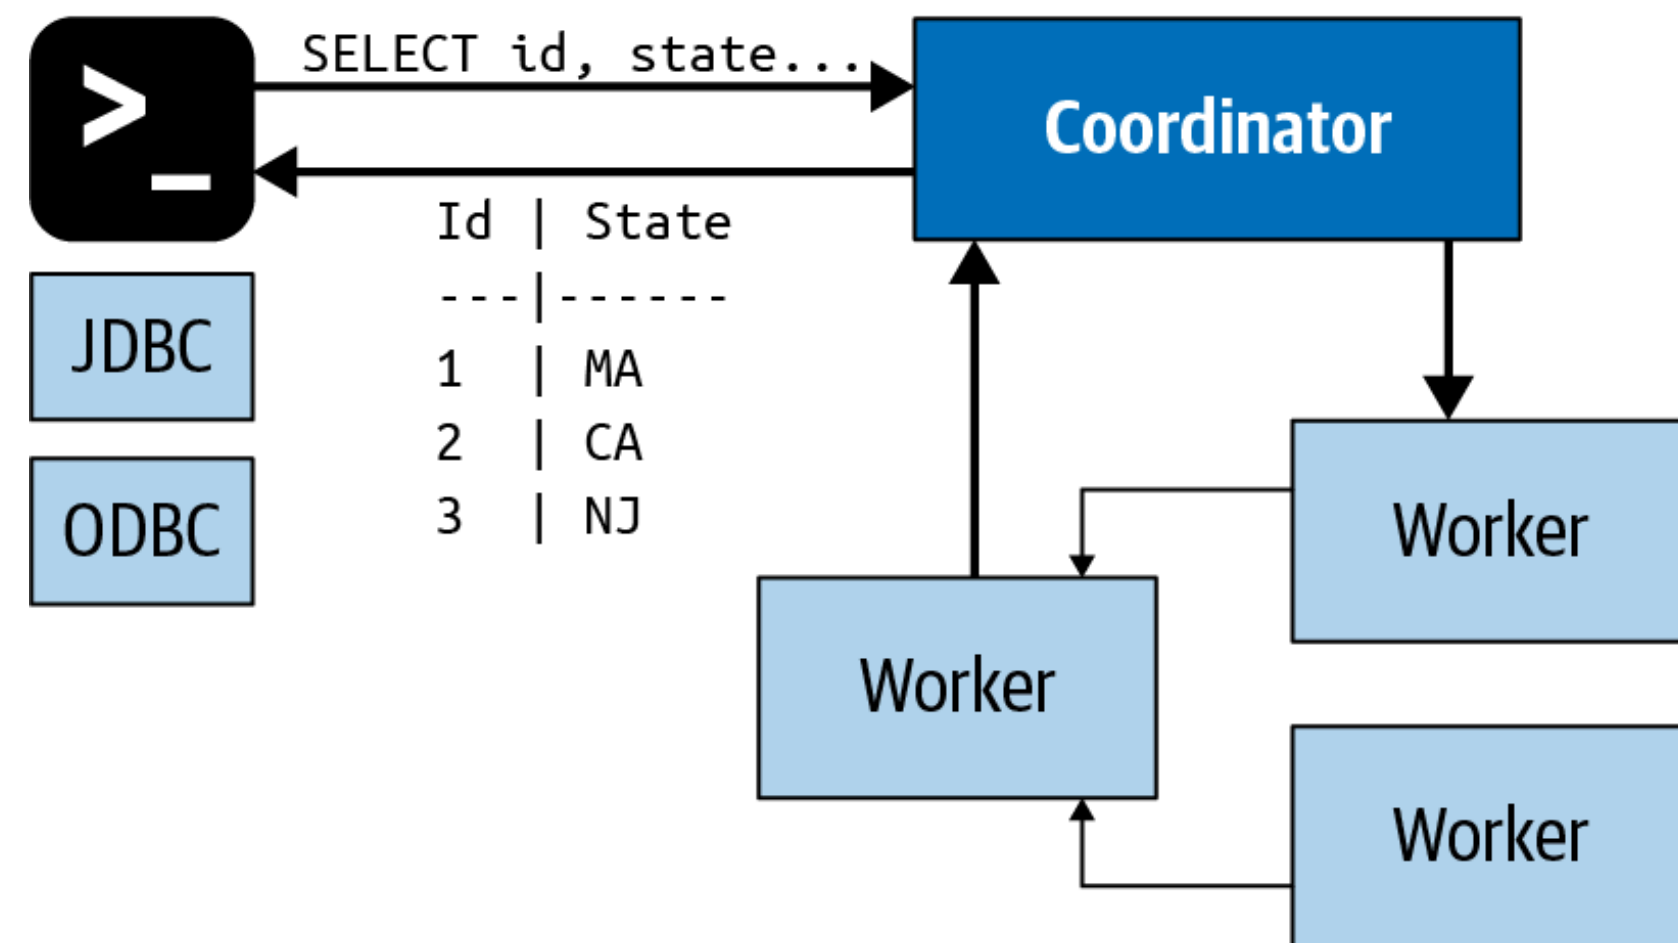 >_
SELECT id, state...
Coordinator
Id | State
---|------
1 | MA
2 | CA
3 | NJ
JDBC
ODBC
Worker
Worker
Worker